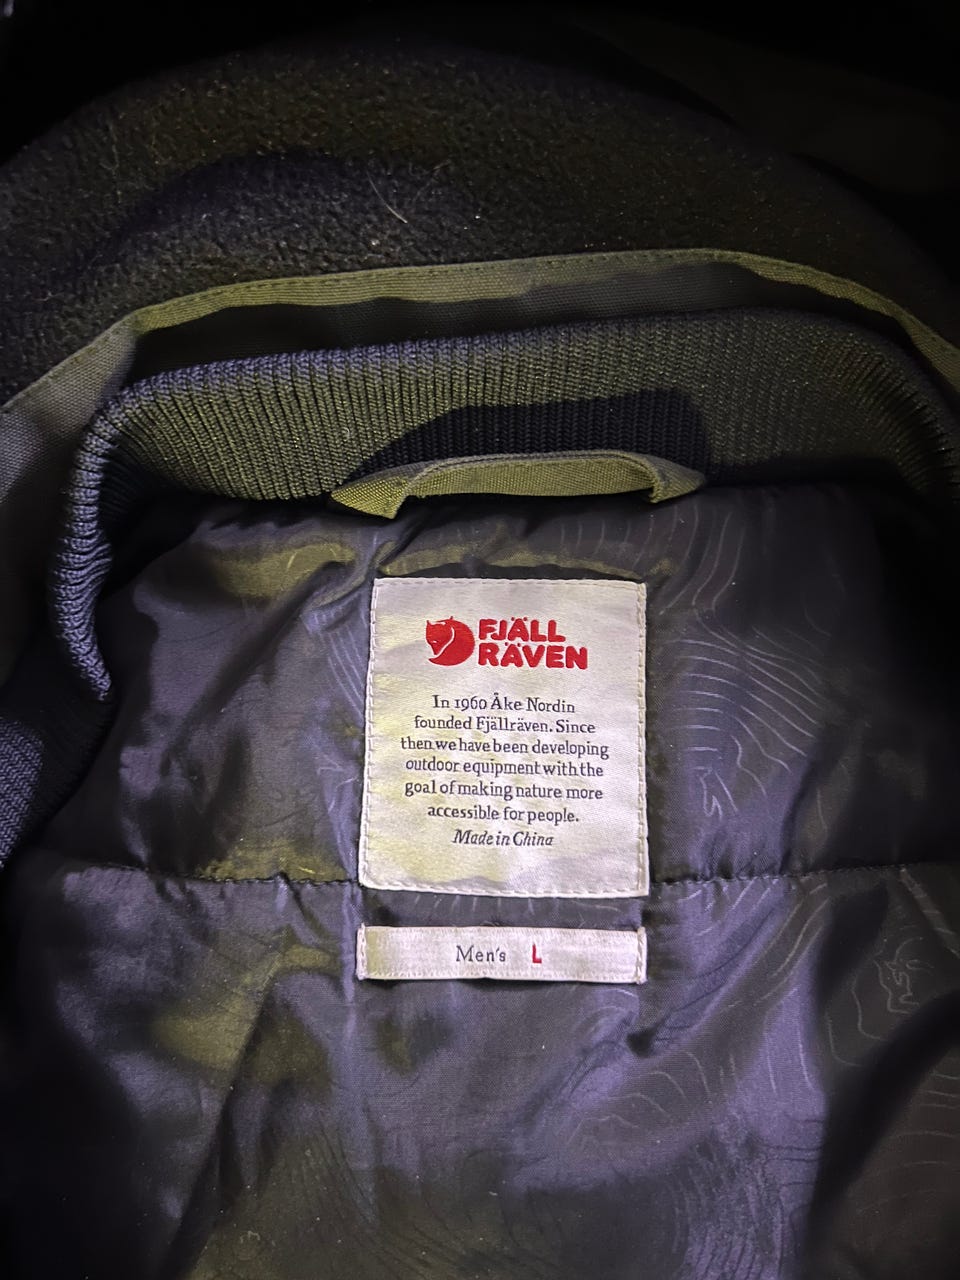 FJÄLL
RÄVEN
In 1960 Åke Nordin
founded Fjällräven. Since
then we have been developing
outdoor equipment with the
goal of making nature more
accessible for people.
Made in China
Men's L